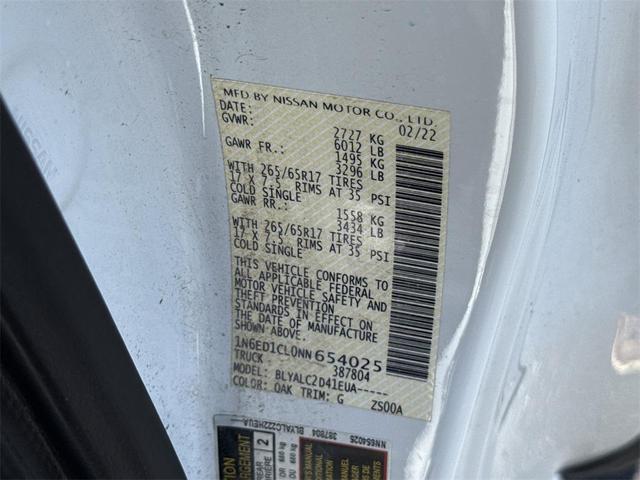 MFD BY NISSAN MOTOR CO., LTD
DATE: 02/22
GVWR: 2727 KG
6012 LB
GAWR FR.: 1495 KG
3296 LB
WITH 265/65R17 TIRES
17 X 7.5 RIMS AT 35 PSI
COLD SINGLE
GAWR RR.: 1558 KG
3434 LB
WITH 265/65R17 TIRES
17 X 7.5 RIMS AT 35 PSI
COLD SINGLE
THIS VEHICLE CONFORMS TO
ALL APPLICABLE FEDERAL
MOTOR VEHICLE SAFETY AND
THEFT PREVENTION
STANDARDS IN EFFECT ON
THE DATE OF MANUFACTURE
SHOWN ABOVE.
1N6ED1CL0NN654025
TRUCK 387804
MODEL: BLYALC2D41EUA-----
COLOR: OAK TRIM: G ZS00A
NN654025
387804
BLYALC222HEUA
2